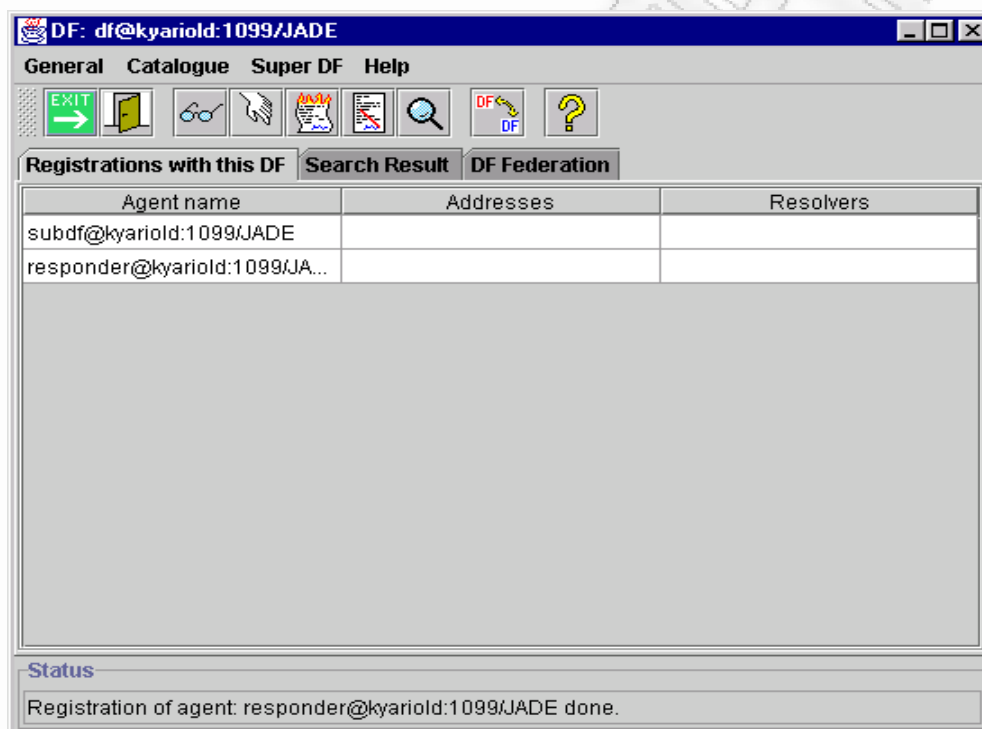 DF: df@kyariold:1099/JADE
General Catalogue Super DF Help
EXIT DF DF
Registrations with this DF Search Result DF Federation
Agent name Addresses Resolvers
subdf@kyariold:1099/JADE
responder@kyariold:1099/JA...
Status
Registration of agent: responder@kyariold:1099/JADE done.